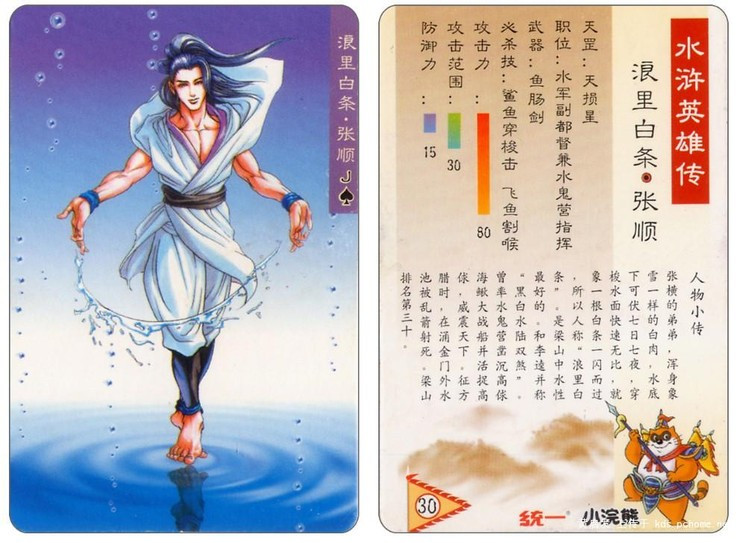 浪里白条·张顺
J♠
水浒英雄传
浪里白条·张顺
天罡：天损星
职位：水军副都督兼水鬼营指挥
武器：鱼肠剑
必杀技：鲨鱼穿梭击 飞鱼割喉
攻击力：
80
攻击范围：
30
防御力：
15
人物小传
张横的弟弟，浑身象
雪一样的白肉，水底
下可伏七日七夜，穿
梭水面快速无比，就
象一根白条一闪而过
，所以人称“浪里白
条”。是梁山中水性
最好的。和李逵并称
“黑白水陆双煞”。
曾率水鬼营凿沉高俅
海鳅大战船并活捉高
俅，威震天下。征方
腊时，在涌金门外水
池被乱箭射死。梁山
排名第三十。
30
统一 小浣熊
kds.pchome.ne